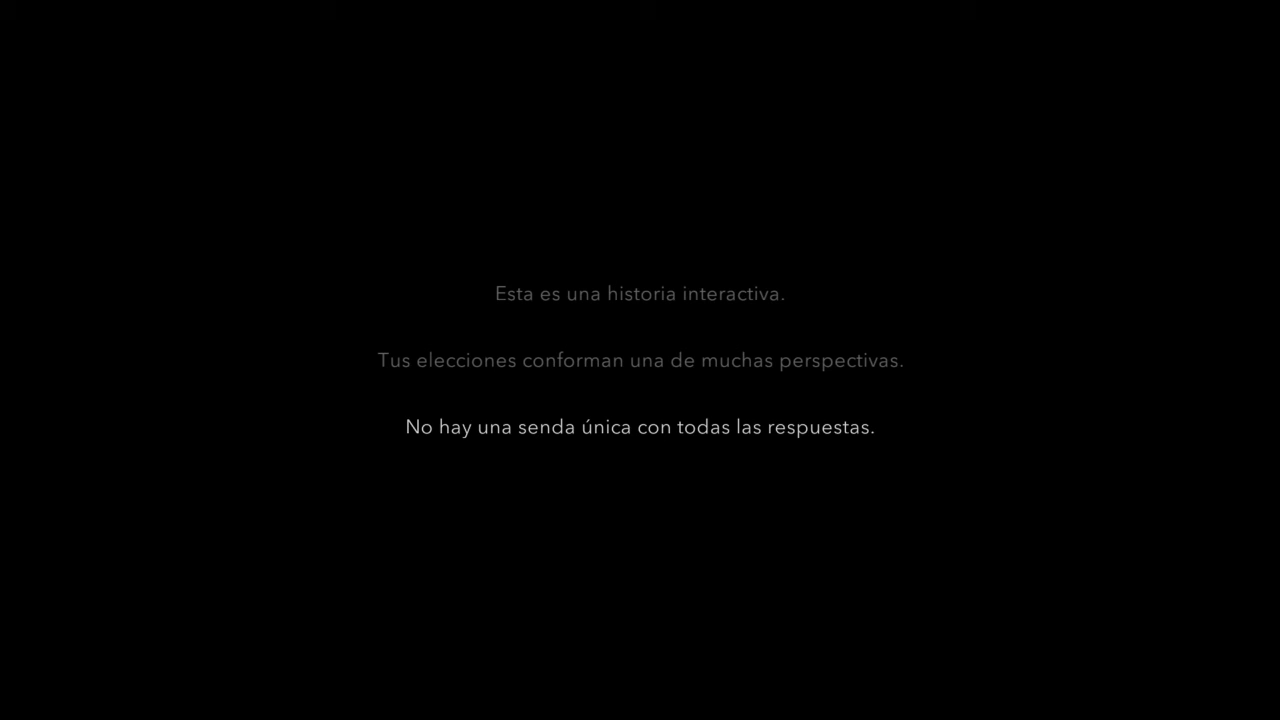 Esta es una historia interactiva.
Tus elecciones conforman una de muchas perspectivas.
No hay una senda única con todas las respuestas.